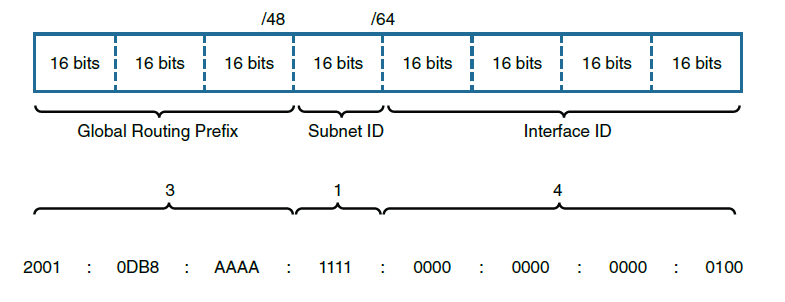 /48 /64
16 bits 16 bits 16 bits 16 bits 16 bits 16 bits 16 bits 16 bits
Global Routing Prefix Subnet ID Interface ID
3 1 4
2001 : 0DB8 : AAAA : 1111 : 0000 : 0000 : 0000 : 0100